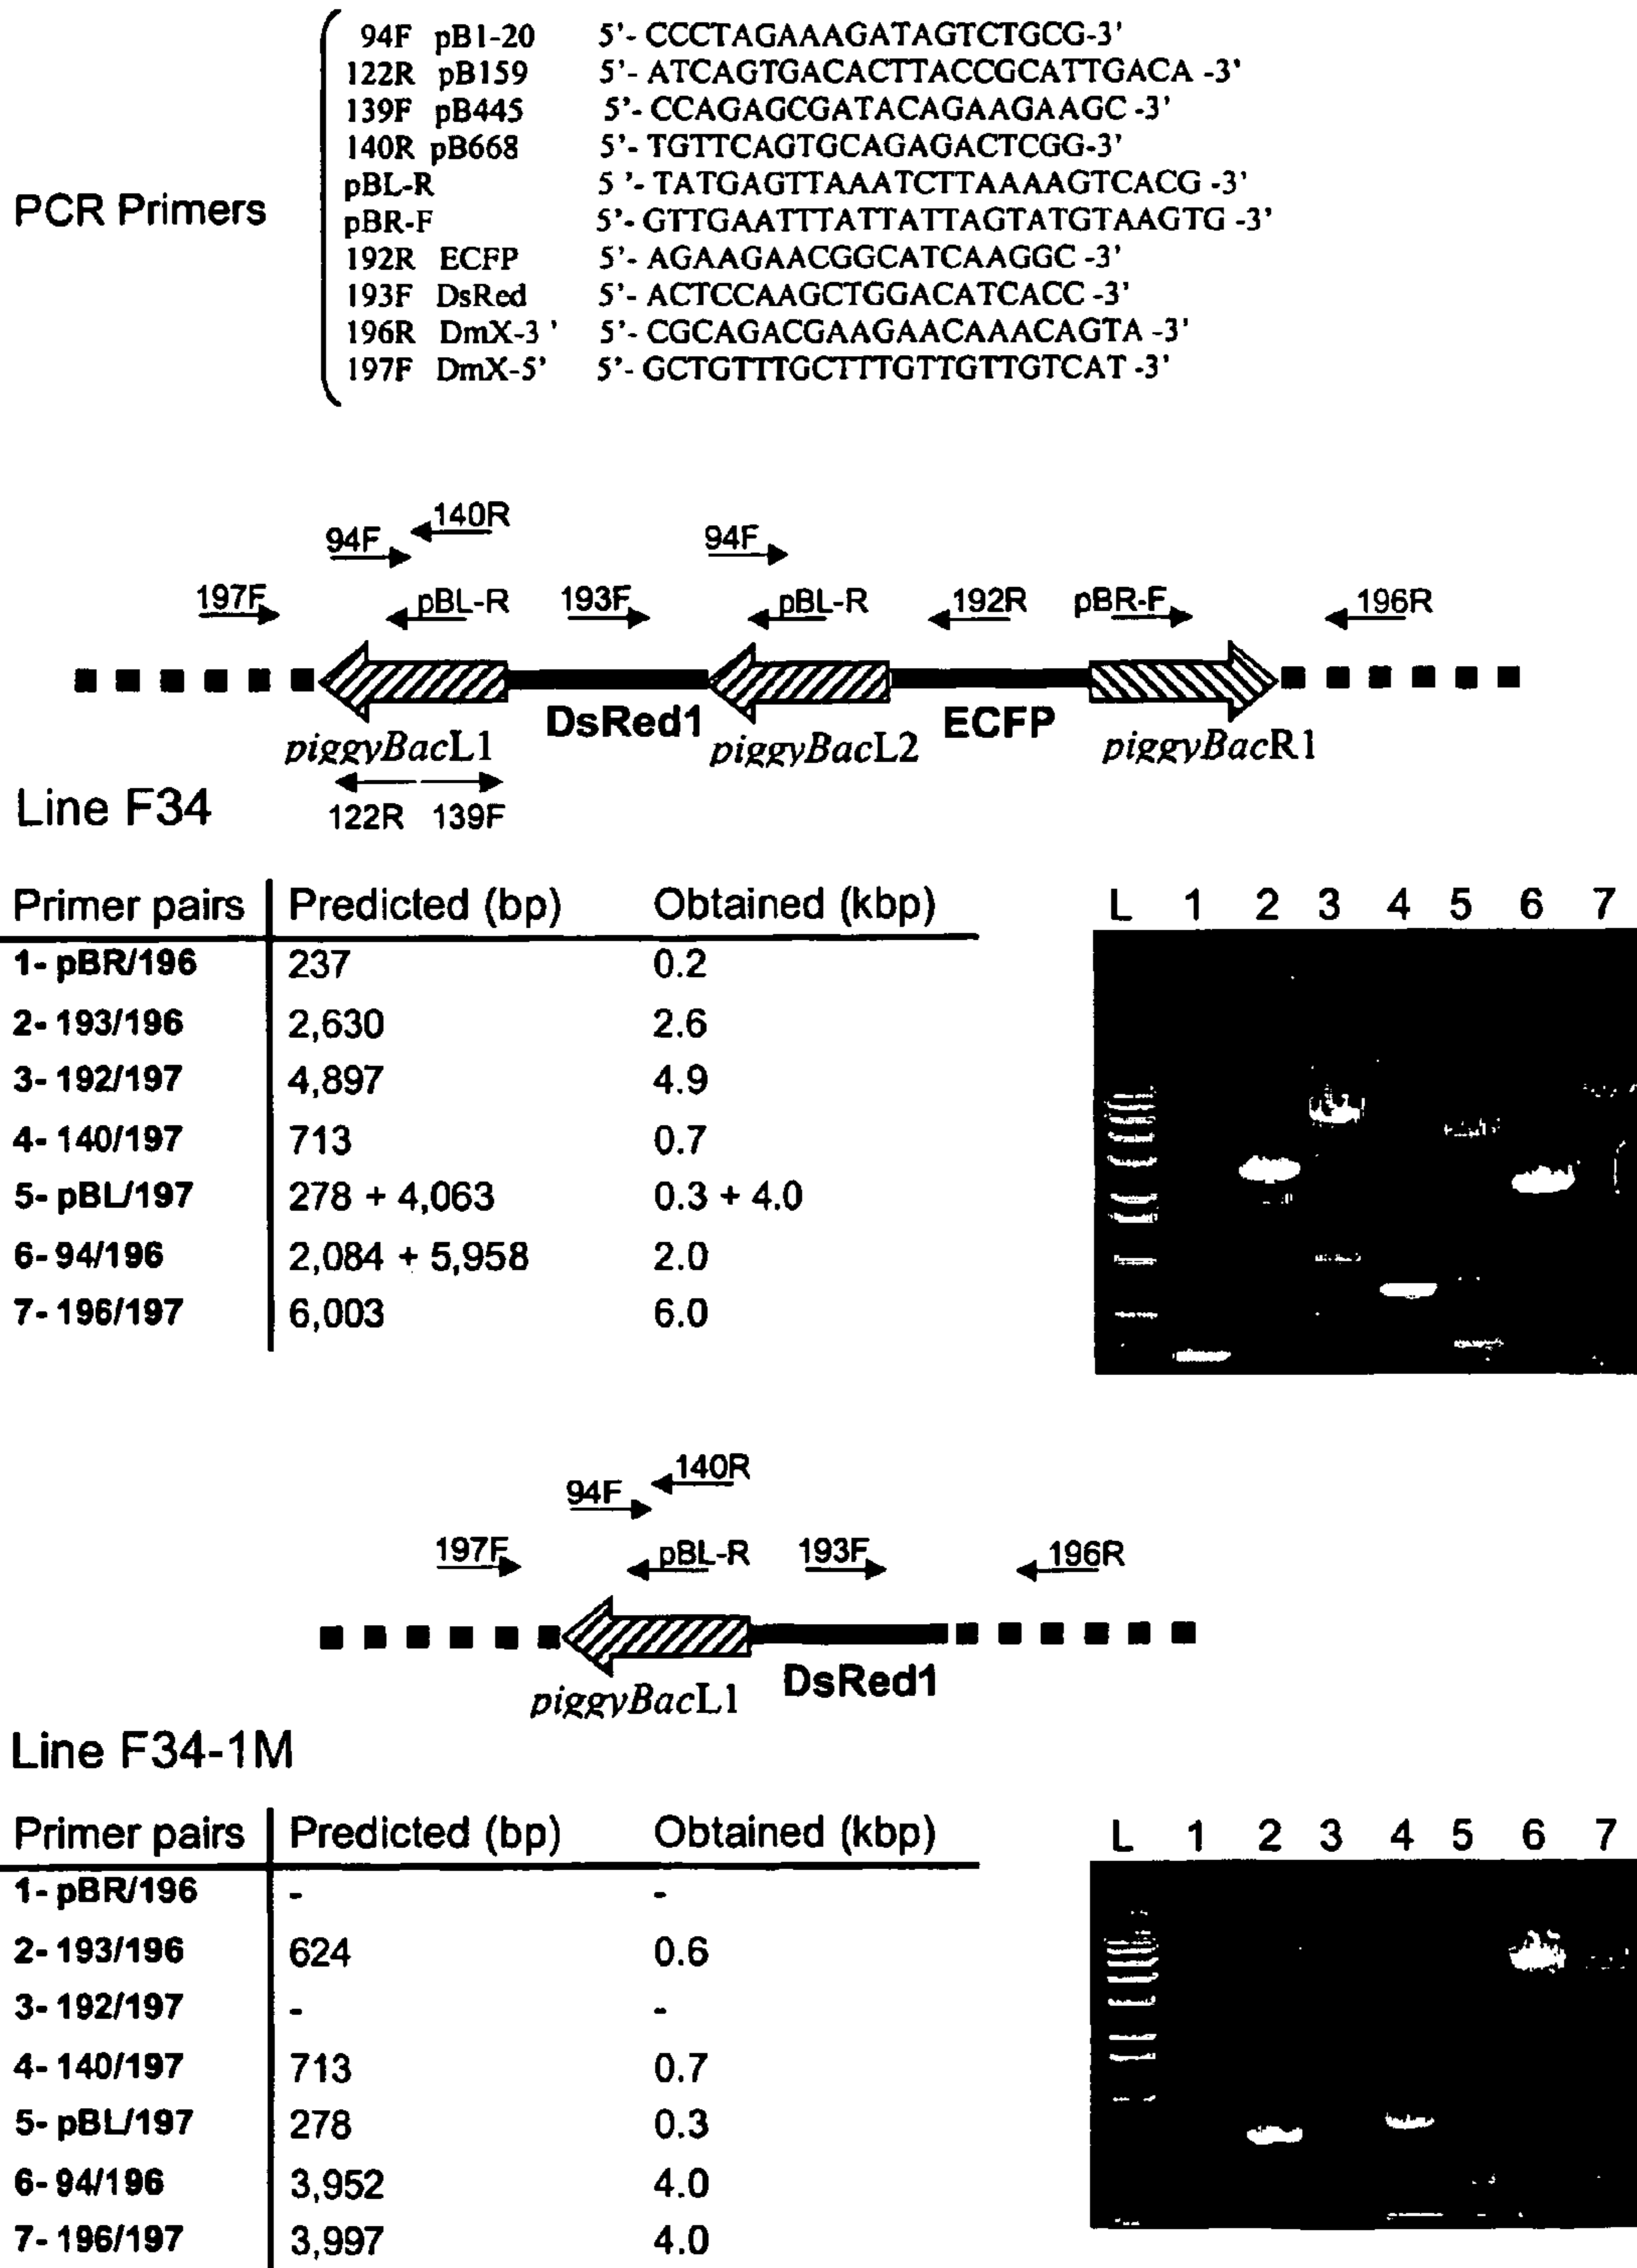 94F pB1-20 5'- CCCTAGAAAGATAGTCTGCG-3'
122R pB159 5'- ATCAGTGACACTTACCGCATTGACA -3'
139F pB445 5'- CCAGAGCGATACAGAAGAAGC -3'
140R pB668 5'- TGTTCAGTGCAGAGACTCGG-3'
PCR Primers
pBL-R 5 '- TATGAGTTAAATCTTAAAAGTCACG -3'
pBR-F 5'- GTTGAATTTATTATTAGTATGTAAGTG -3'
192R ECFP 5'- AGAAGAACGGCATCAAGGC -3'
193F DsRed 5'- ACTCCAAGCTGGACATCACC -3'
196R DmX-3 ' 5'- CGCAGACGAAGAACAAACAGTA -3'
197F DmX-5' 5'- GCTGTTTGCTTTGTTGTTGTCAT -3'
94F 140R 94F
197F pBL-R 193F pBL-R 192R pBR-F 196R
DsRed1 ECFP
piggyBacL1 piggyBacL2 piggyBacR1
122R 139F
Line F34
Primer pairs Predicted (bp) Obtained (kbp) L 1 2 3 4 5 6 7
1- pBR/196 237 0.2
2- 193/196 2,630 2.6
3- 192/197 4,897 4.9
4- 140/197 713 0.7
5- pBL/197 278 + 4,063 0.3 + 4.0
6- 94/196 2,084 + 5,958 2.0
7- 196/197 6,003 6.0
94F 140R
197F pBL-R 193F 196R
piggyBacL1 DsRed1
Line F34-1M
Primer pairs Predicted (bp) Obtained (kbp) L 1 2 3 4 5 6 7
1- pBR/196 - -
2- 193/196 624 0.6
3- 192/197 - -
4- 140/197 713 0.7
5- pBL/197 278 0.3
6- 94/196 3,952 4.0
7- 196/197 3,997 4.0